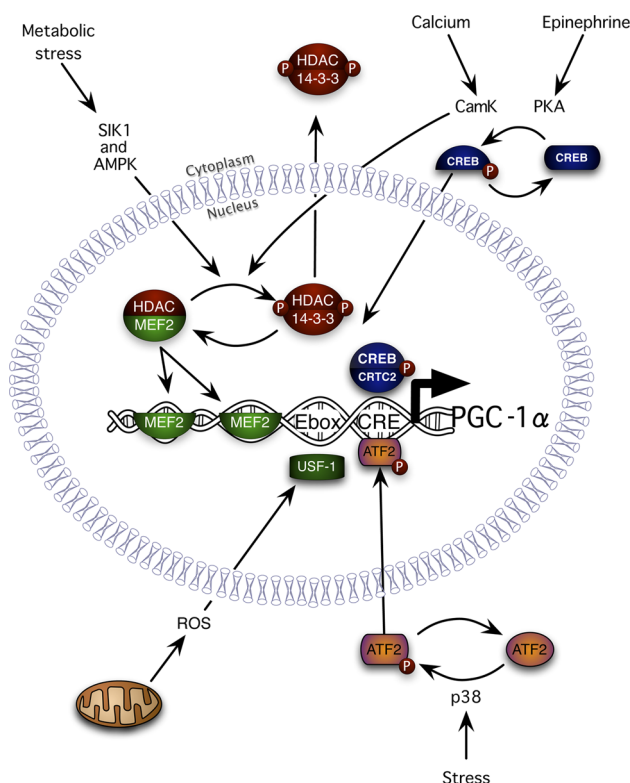 Metabolic
stress
Calcium
Epinephrine
P
HDAC
14-3-3
P
CamK
PKA
SIK1
and
AMPK
CREB
P
CREB
Cytoplasm
Nucleus
HDAC
MEF2
P
HDAC
14-3-3
P
CREB
CRTC2
P
MEF2
MEF2
Ebox
CRE
PGC-1α
ATF2
P
USF-1
ROS
ATF2
P
ATF2
p38
Stress